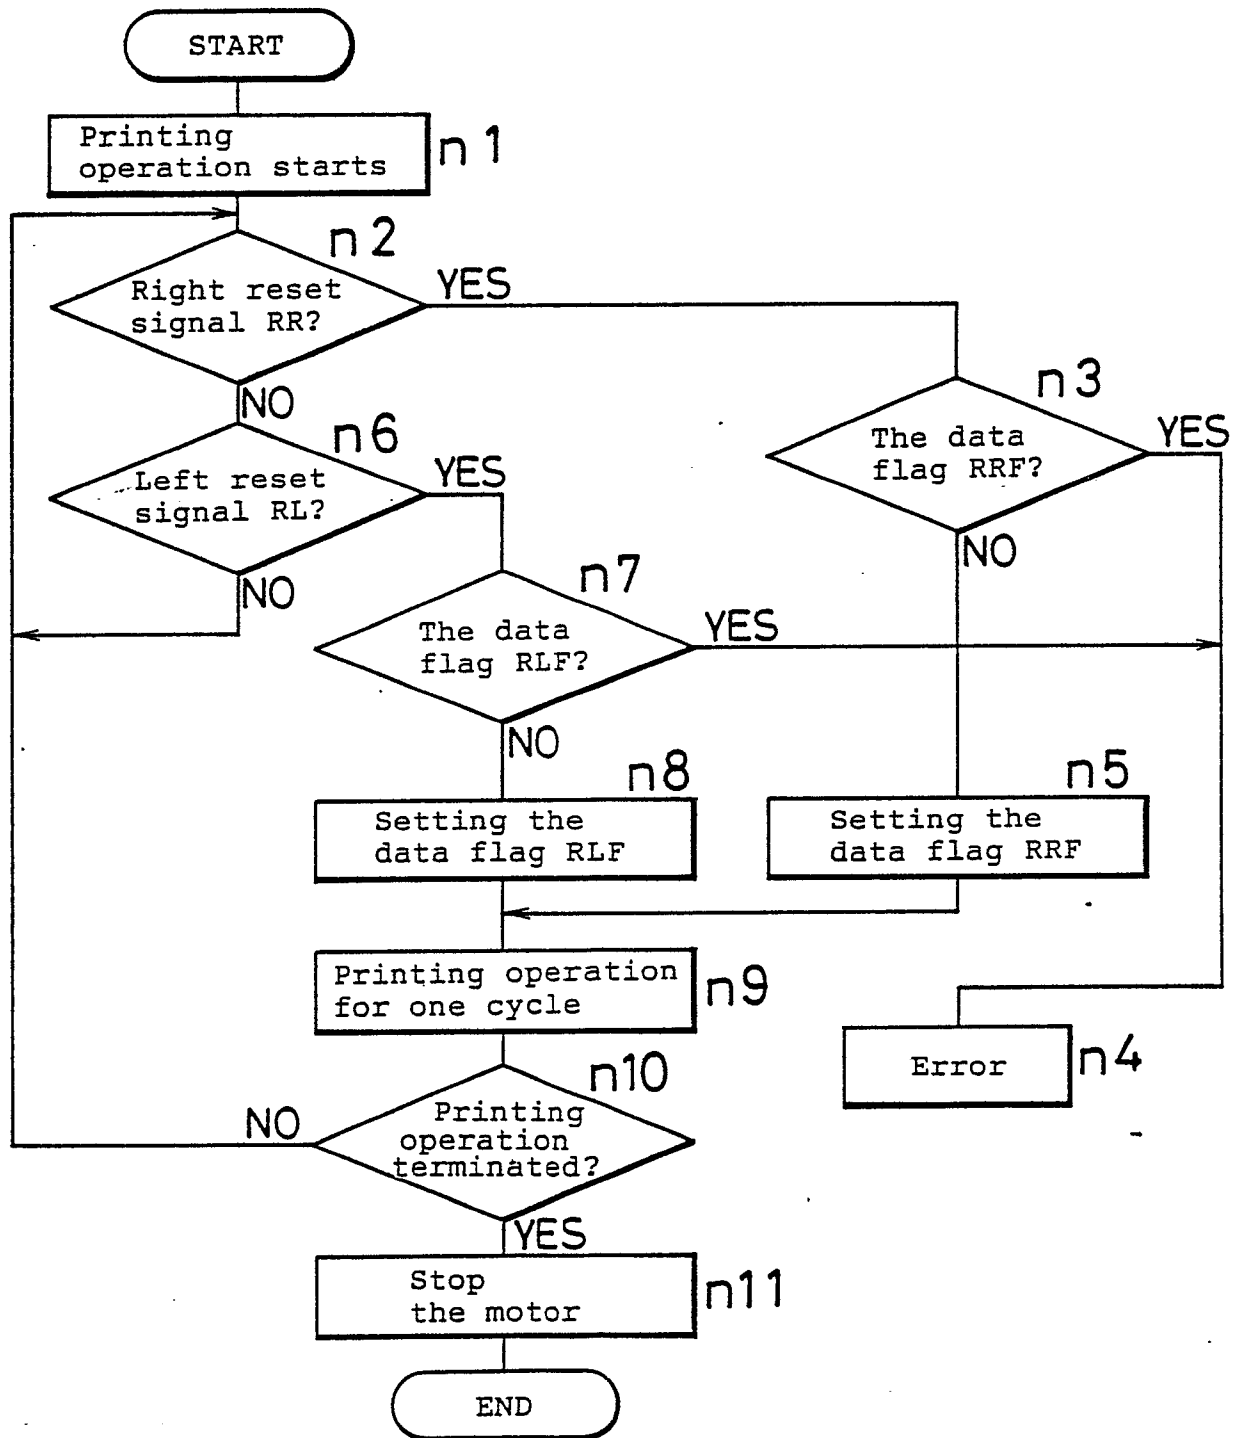 START
Printing
operation starts
n1
n2
Right reset
signal RR?
YES
NO
n3
The data
flag RRF?
YES
NO
n6
Left reset
signal RL?
YES
NO
n7
The data
flag RLF?
YES
NO
n8
Setting the
data flag RLF
n5
Setting the
data flag RRF
Printing operation
for one cycle
n9
Error
n4
n10
Printing
operation
terminated?
NO
YES
Stop
the motor
n11
END